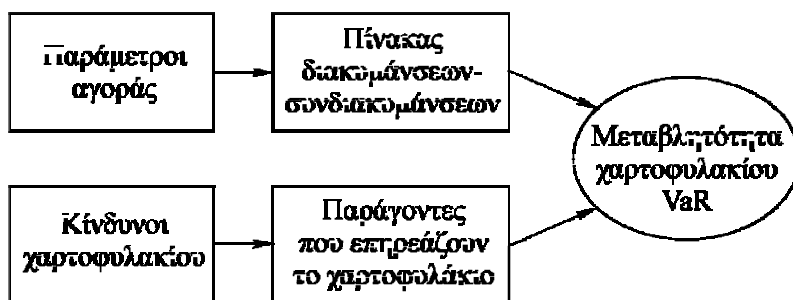 Παράμετροι
αγοράς
Πίνακας
διακυμάνσεων-
συνδιακυμάνσεων
Μεταβλητότητα
χαρτοφυλακίου
VaR
Κίνδυνοι
χαρτοφυλακίου
Παράγοντες
που επηρεάζουν
το χαρτοφυλάκιο